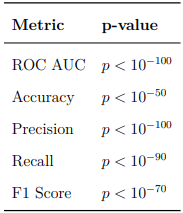 Metric p-value
ROC AUC p < 10⁻¹⁰⁰
Accuracy p < 10⁻⁵⁰
Precision p < 10⁻¹⁰⁰
Recall p < 10⁻⁹⁰
F1 Score p < 10⁻⁷⁰